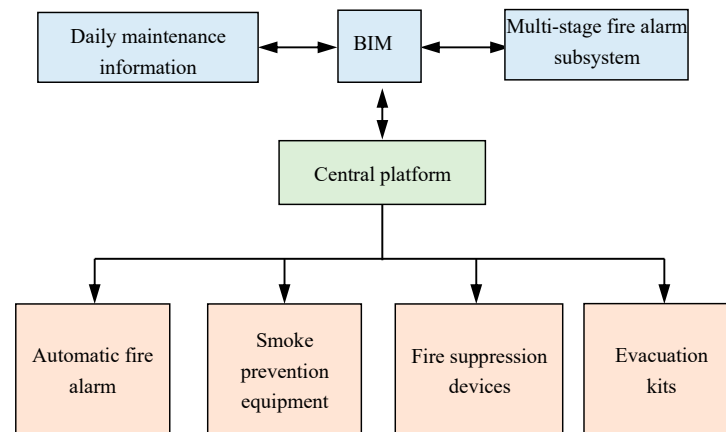 Daily maintenance
information
BIM
Multi-stage fire alarm
subsystem
Central platform
Automatic fire
alarm
Smoke
prevention
equipment
Fire suppression
devices
Evacuation
kits